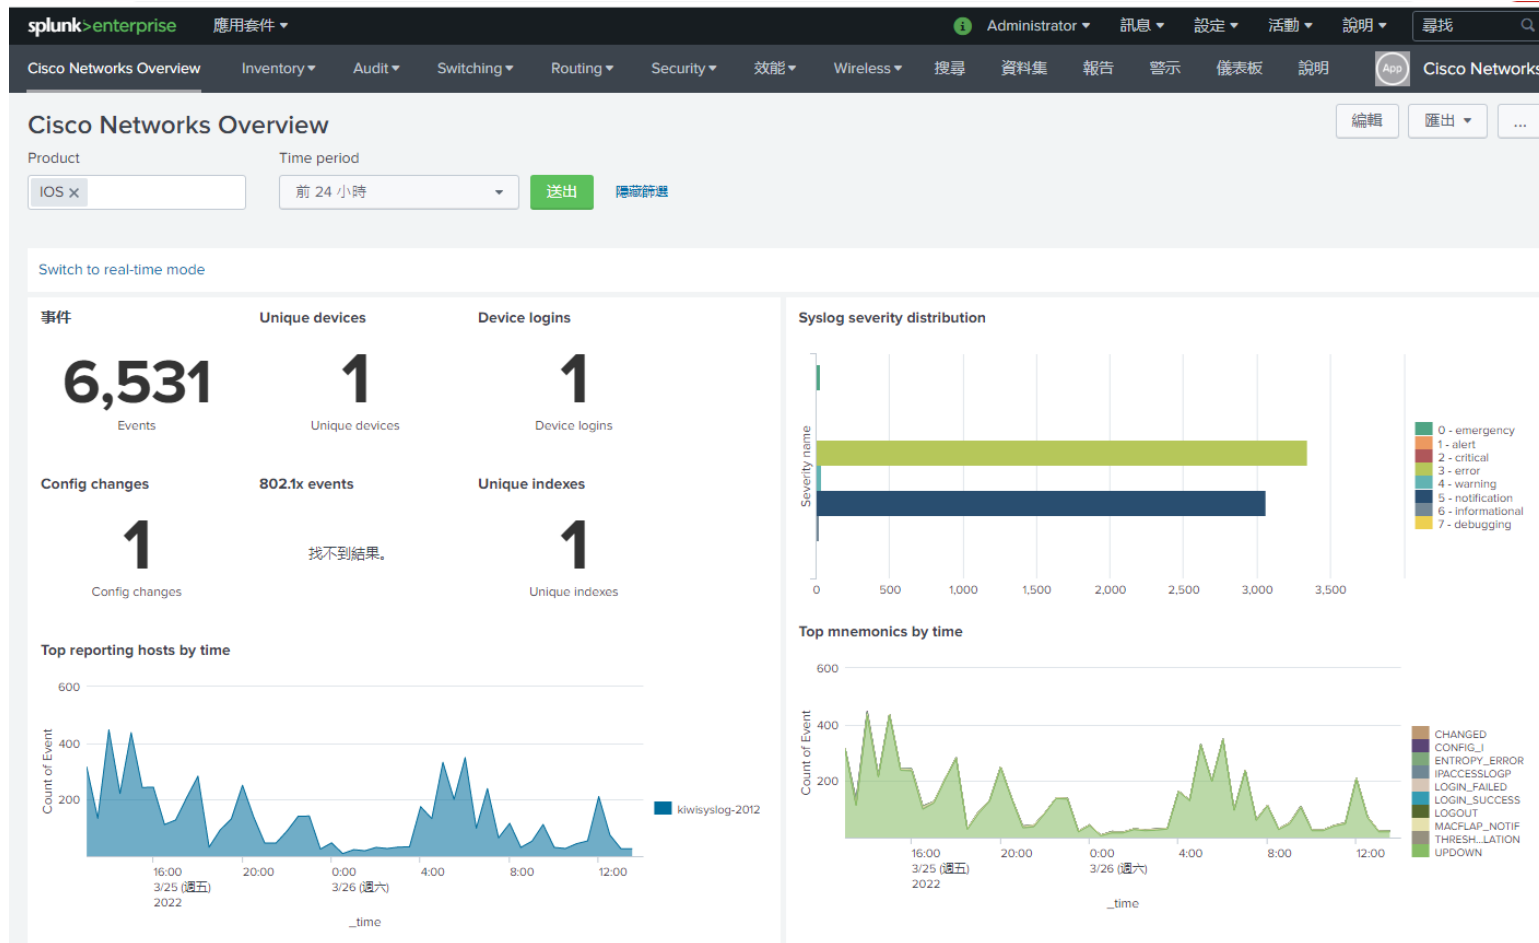 splunk>enterprise 應用套件 ▾ i Administrator ▾ 訊息 ▾ 設定 ▾ 活動 ▾ 說明 ▾ 尋找
Cisco Networks Overview Inventory ▾ Audit ▾ Switching ▾ Routing ▾ Security ▾ 效能 ▾ Wireless ▾ 搜尋 資料集 報告 警示 儀表板 說明 App Cisco Networks
Cisco Networks Overview 編輯 匯出 ▾ ...
Product Time period
IOS × 前 24 小時 送出 隱藏篩選
Switch to real-time mode
事件 Unique devices Device logins
6,531 1 1
Events Unique devices Device logins
Config changes 802.1x events Unique indexes
1 找不到結果。 1
Config changes Unique indexes
Top reporting hosts by time
600
400
200
Count of Event
kiwisyslog-2012
16:00 20:00 0:00 4:00 8:00 12:00
3/25 (週五) 3/26 (週六)
2022
_time
Syslog severity distribution
Severity name
0 - emergency
1 - alert
2 - critical
3 - error
4 - warning
5 - notification
6 - informational
7 - debugging
0 500 1,000 1,500 2,000 2,500 3,000 3,500
Top mnemonics by time
600
400
200
Count of Event
CHANGED
CONFIG_I
ENTROPY_ERROR
IPACCESSLOGP
LOGIN_FAILED
LOGIN_SUCCESS
LOGOUT
MACFLAP_NOTIF
THRESH...LATION
UPDOWN
16:00 20:00 0:00 4:00 8:00 12:00
3/25 (週五) 3/26 (週六)
2022
_time